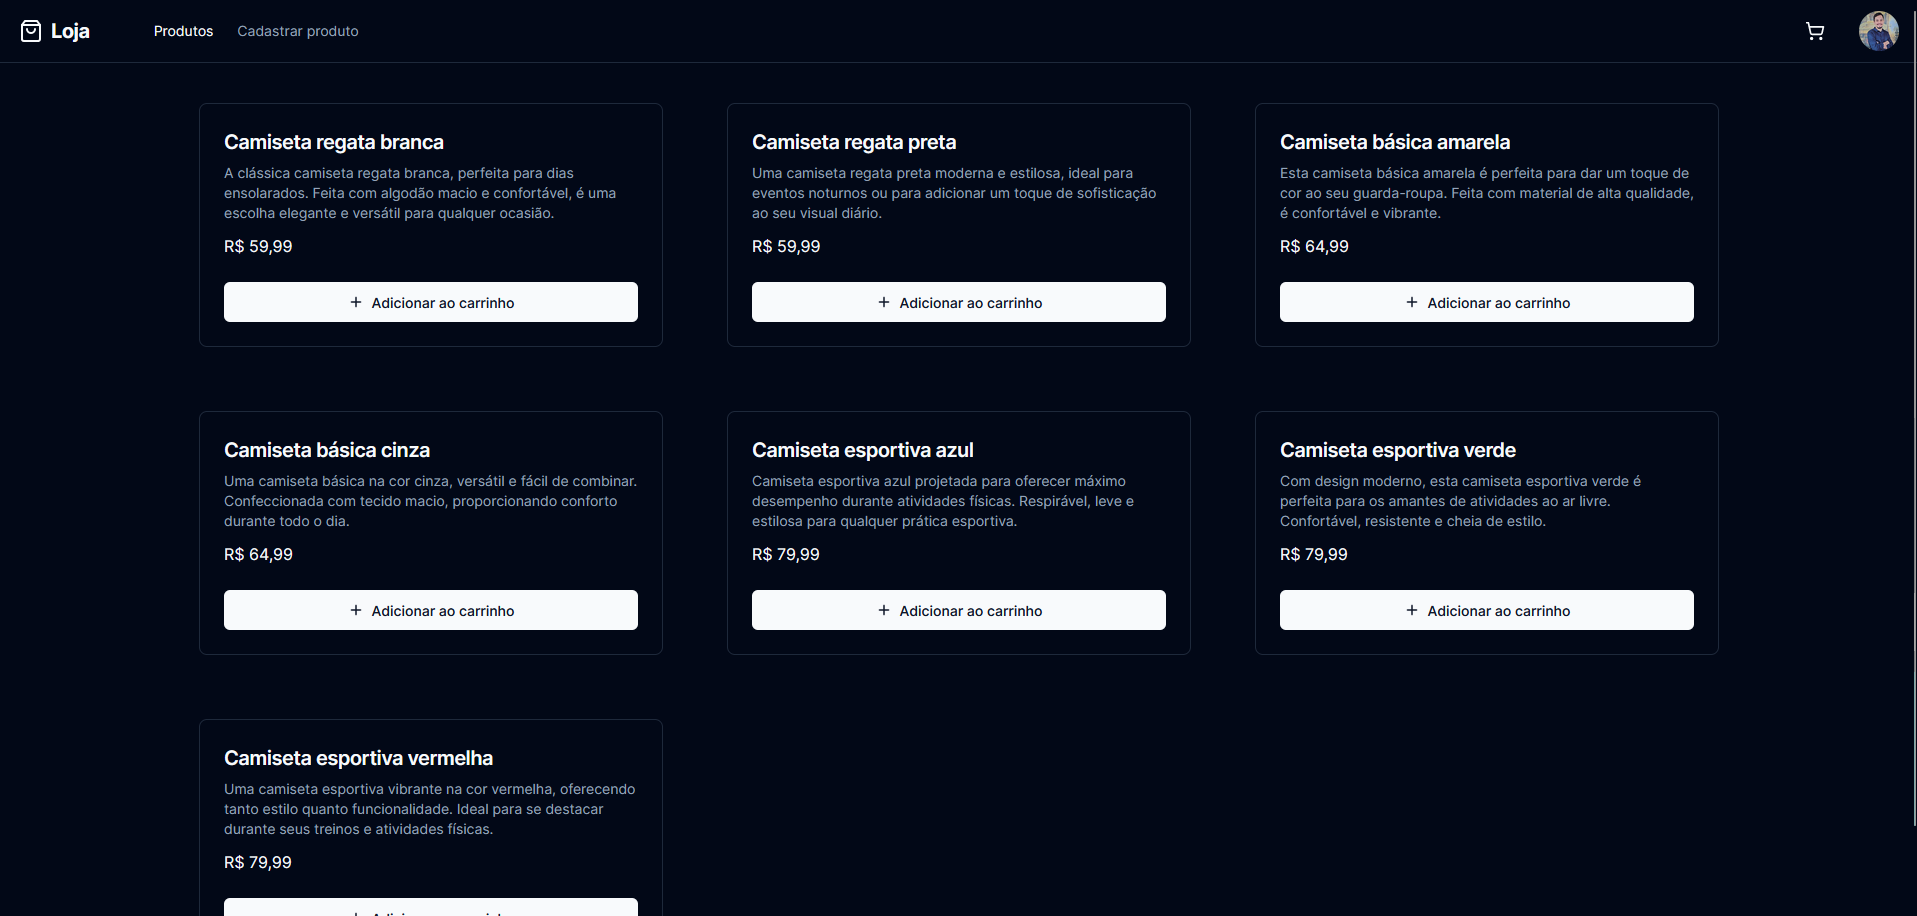 Loja
Produtos
Cadastrar produto
Camiseta regata branca
A clássica camiseta regata branca, perfeita para dias
ensolarados. Feita com algodão macio e confortável, é uma
escolha elegante e versátil para qualquer ocasião.
R$ 59,99
+ Adicionar ao carrinho
Camiseta regata preta
Uma camiseta regata preta moderna e estilosa, ideal para
eventos noturnos ou para adicionar um toque de sofisticação
ao seu visual diário.
R$ 59,99
+ Adicionar ao carrinho
Camiseta básica amarela
Esta camiseta básica amarela é perfeita para dar um toque de
cor ao seu guarda-roupa. Feita com material de alta qualidade,
é confortável e vibrante.
R$ 64,99
+ Adicionar ao carrinho
Camiseta básica cinza
Uma camiseta básica na cor cinza, versátil e fácil de combinar.
Confeccionada com tecido macio, proporcionando conforto
durante todo o dia.
R$ 64,99
+ Adicionar ao carrinho
Camiseta esportiva azul
Camiseta esportiva azul projetada para oferecer máximo
desempenho durante atividades físicas. Respirável, leve e
estilosa para qualquer prática esportiva.
R$ 79,99
+ Adicionar ao carrinho
Camiseta esportiva verde
Com design moderno, esta camiseta esportiva verde é
perfeita para os amantes de atividades ao ar livre.
Confortável, resistente e cheia de estilo.
R$ 79,99
+ Adicionar ao carrinho
Camiseta esportiva vermelha
Uma camiseta esportiva vibrante na cor vermelha, oferecendo
tanto estilo quanto funcionalidade. Ideal para se destacar
durante seus treinos e atividades físicas.
R$ 79,99